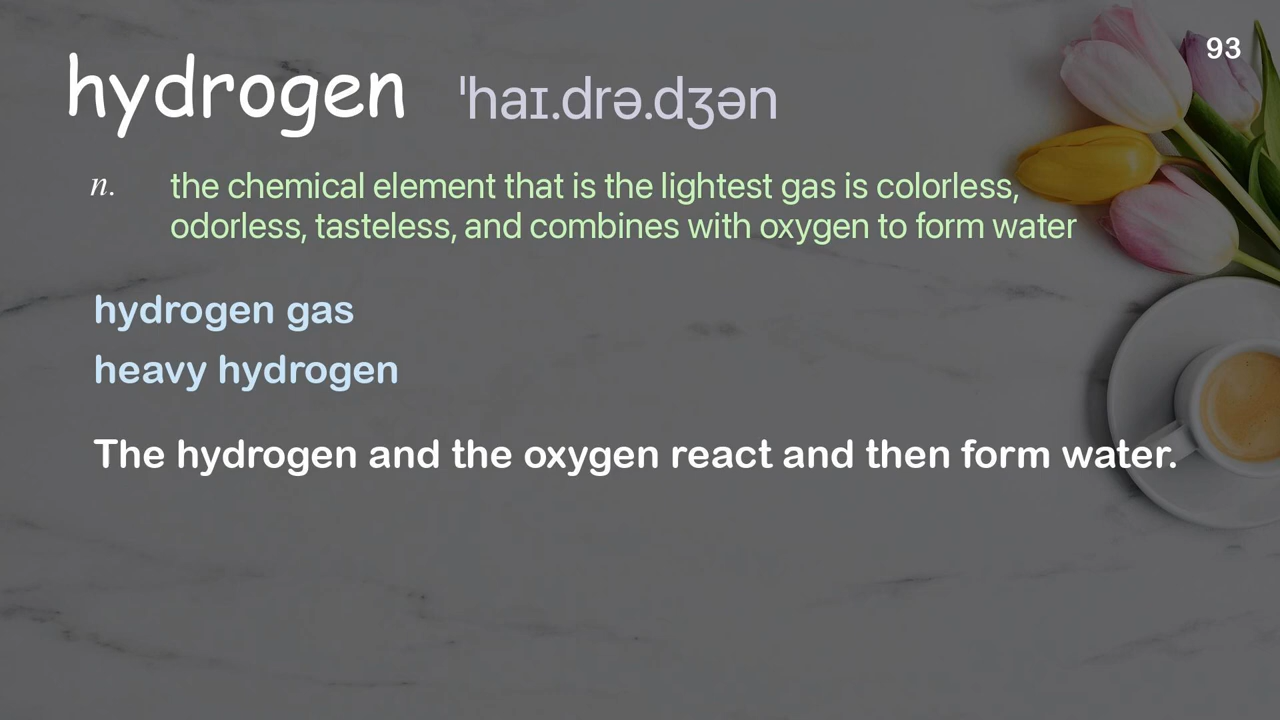 93
hydrogen ˈhaɪ.drə.dʒən
n. the chemical element that is the lightest gas is colorless,
odorless, tasteless, and combines with oxygen to form water
hydrogen gas
heavy hydrogen
The hydrogen and the oxygen react and then form water.